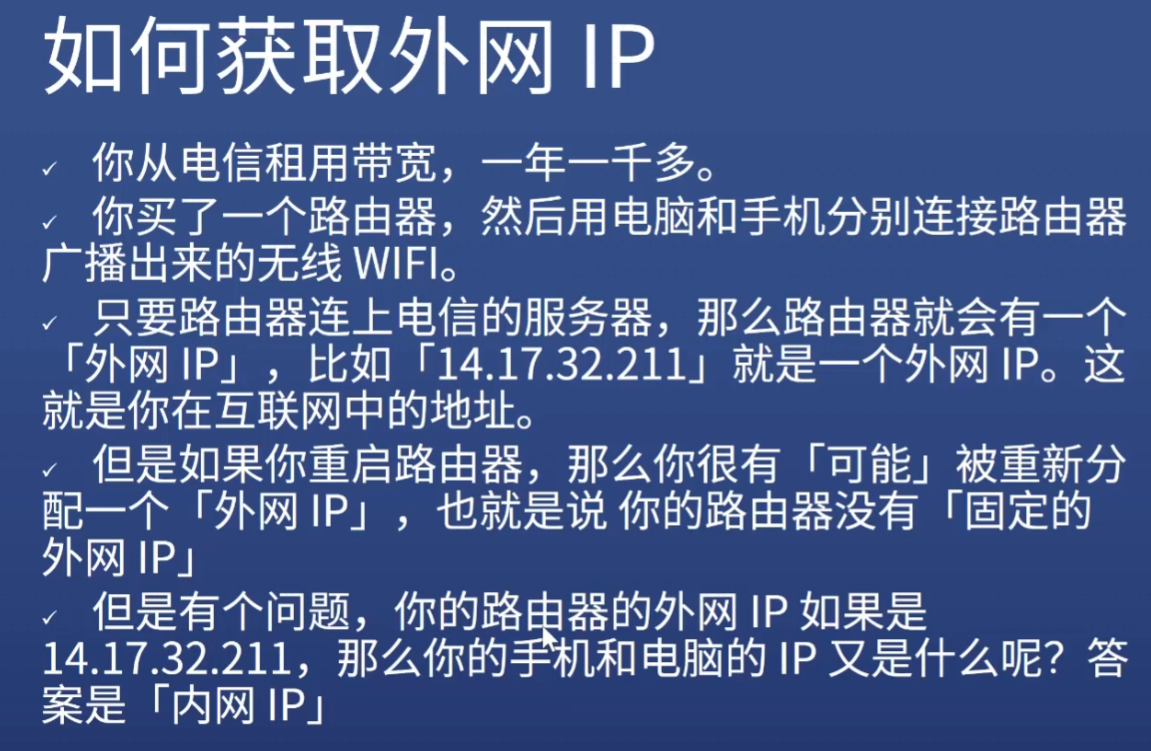 如何获取外网 IP
✓ 你从电信租用带宽，一年一千多。
✓ 你买了一个路由器，然后用电脑和手机分别连接路由器
广播出来的无线 WIFI。
✓ 只要路由器连上电信的服务器，那么路由器就会有一个
「外网 IP」，比如「14.17.32.211」就是一个外网 IP。这
就是你在互联网中的地址。
✓ 但是如果你重启路由器，那么你很有「可能」被重新分
配一个「外网 IP」，也就是说 你的路由器没有「固定的
外网 IP」
✓ 但是有个问题，你的路由器的外网 IP 如果是
14.17.32.211，那么你的手机和电脑的 IP 又是什么呢？答
案是「内网 IP」